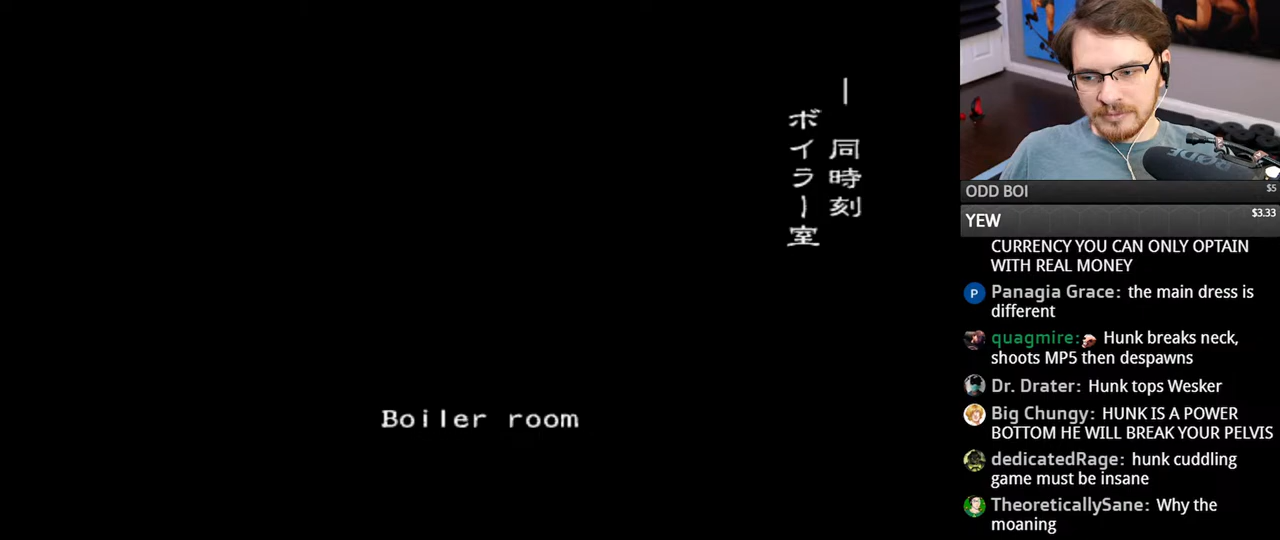 ― 同時刻
ボイラー室
Boiler room
RODE
ODD BOI
$5
YEW
$3.33
CURRENCY YOU CAN ONLY OPTAIN
WITH REAL MONEY
P Panagia Grace: the main dress is
different
quagmire: Hunk breaks neck,
shoots MP5 then despawns
Dr. Drater: Hunk tops Wesker
Big Chungy: HUNK IS A POWER
BOTTOM HE WILL BREAK YOUR PELVIS
dedicatedRage: hunk cuddling
game must be insane
TheoreticallySane: Why the
moaning